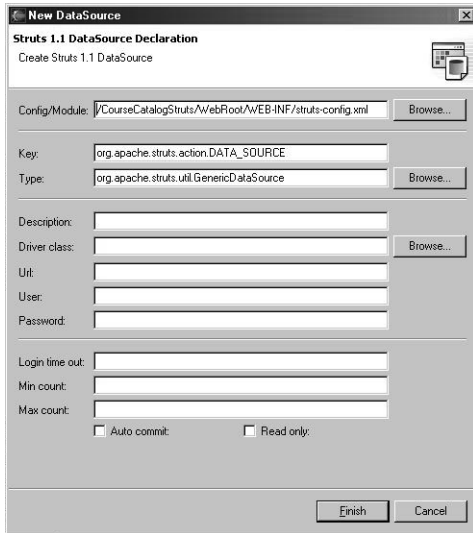 New DataSource
Struts 1.1 DataSource Declaration
Create Struts 1.1 DataSource
Config/Module: /CourseCatalogStruts/WebRoot/WEB-INF/struts-config.xml Browse...
Key: org.apache.struts.action.DATA_SOURCE
Type: org.apache.struts.util.GenericDataSource Browse...
Description:
Driver class: Browse...
Url:
User:
Password:
Login time out:
Min count:
Max count:
Auto commit: Read only:
Finish Cancel